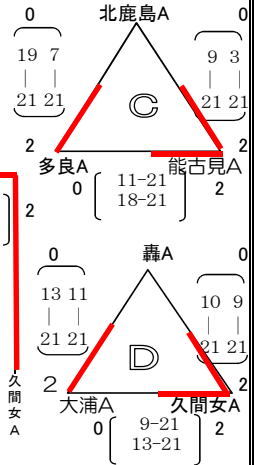 0 北鹿島A 0
19 7 9 3
| | | |
21 21 21 21
C
2 2
多良A 能古見A
0 11-21 2
18-21
2
轟A
0 0
13 11 10 9
| | | |
21 21 21 21
D
2 2
大浦A 久間女A
0 9-21 2
13-21
久間女A